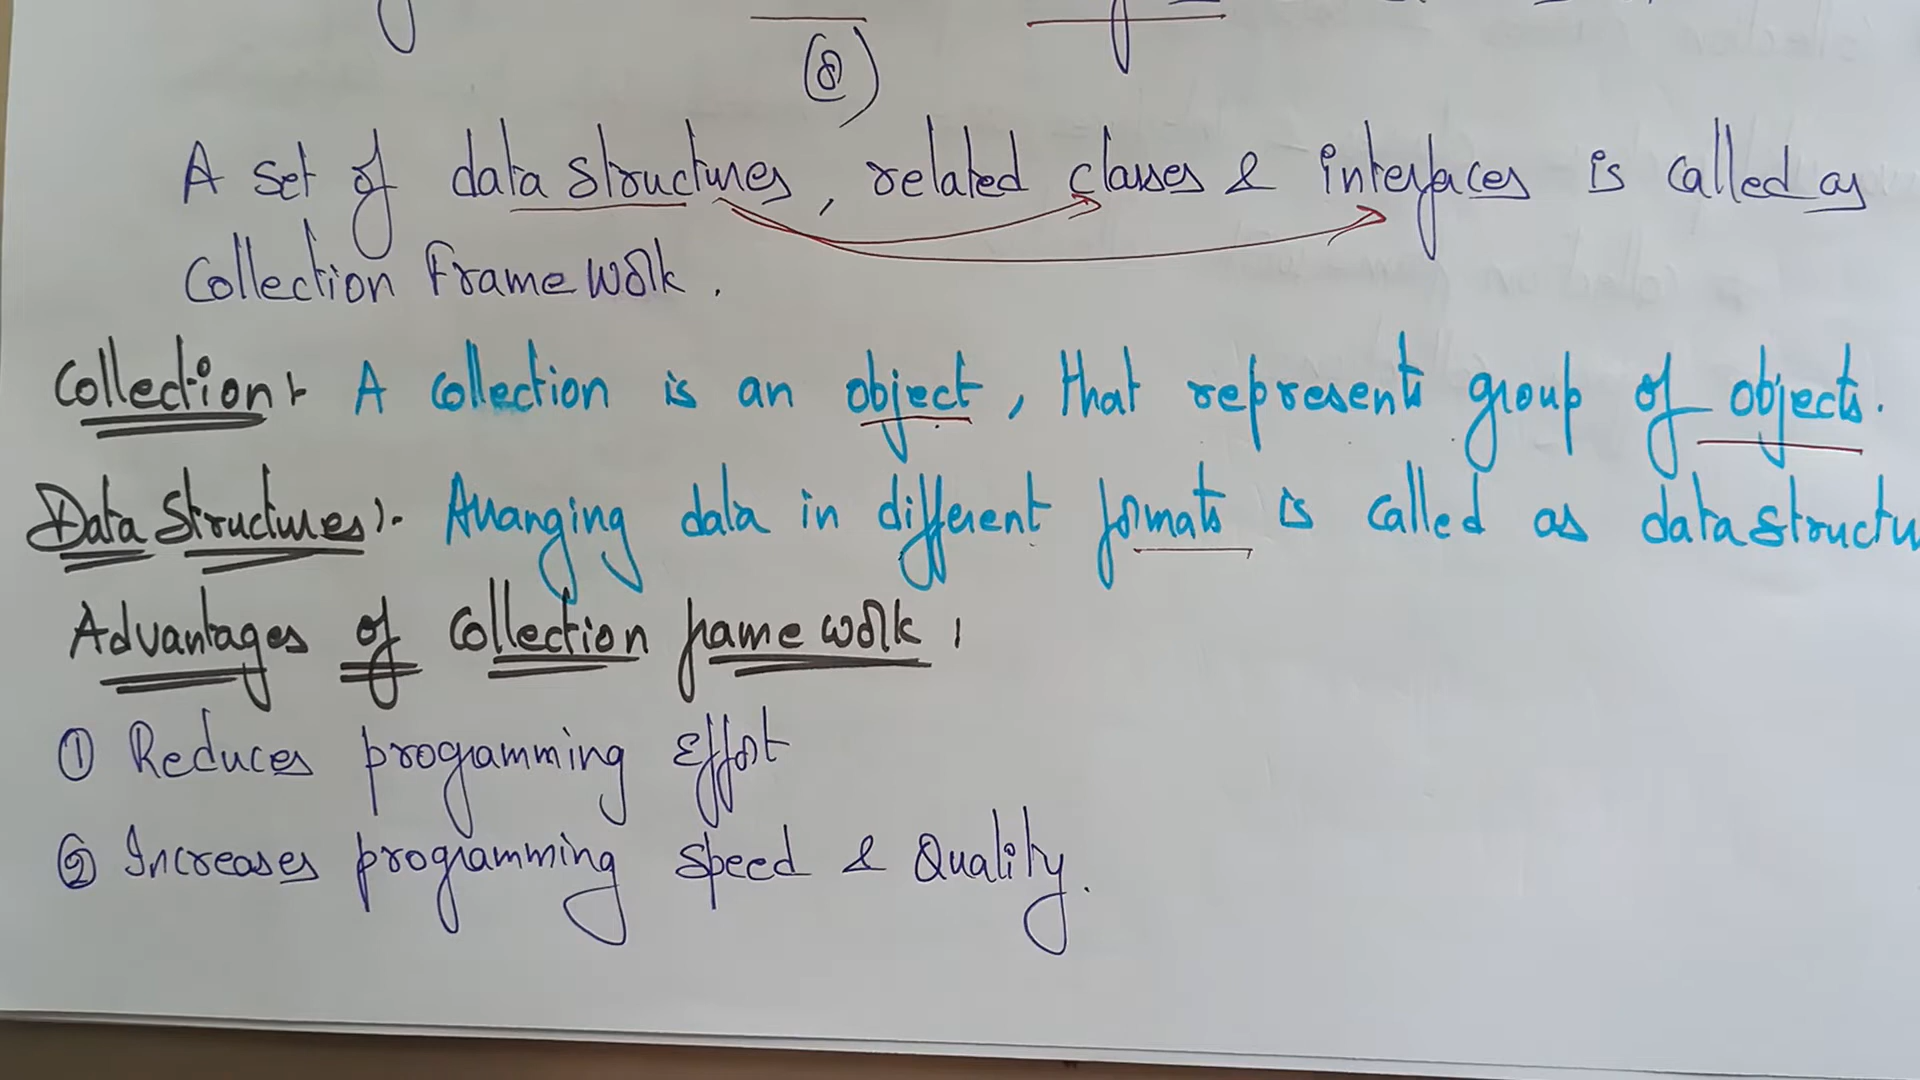 (8)
A set of data structures, related classes & interfaces is called as
Collection Frame Work.
Collection:- A collection is an object, that represents group of objects.
Data Structures:- Arranging data in different formats is called as data structu
Advantages of Collection frame work:
① Reduces programming Effort
② Increases programming speed & Quality.